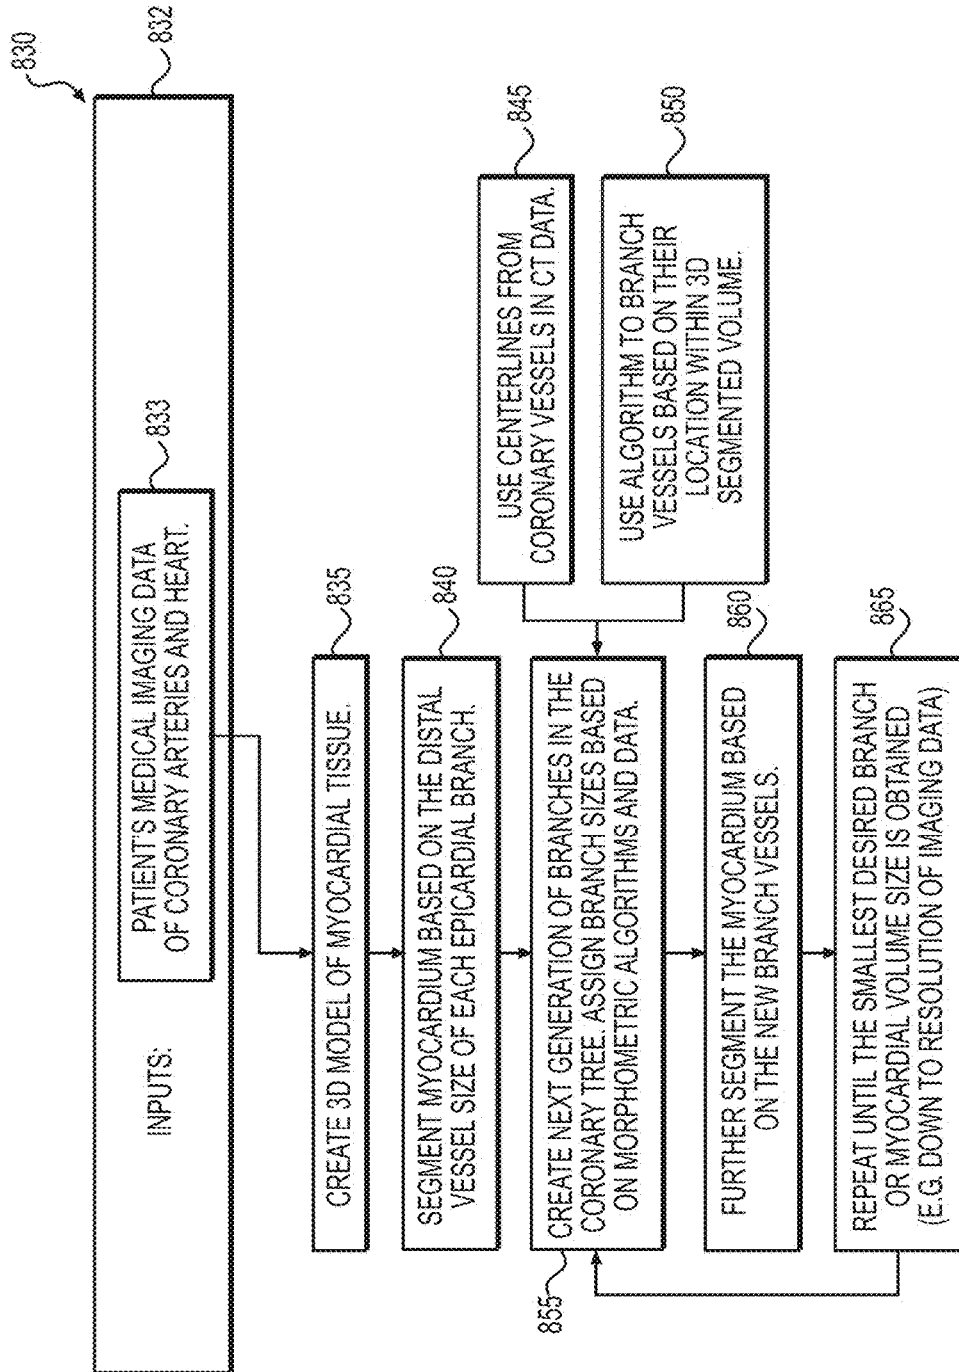 830
832
INPUTS:
833
PATIENT'S MEDICAL IMAGING DATA
OF CORONARY ARTERIES AND HEART.
835
CREATE 3D MODEL OF MYOCARDIAL TISSUE.
840
SEGMENT MYOCARDIUM BASED ON THE DISTAL
VESSEL SIZE OF EACH EPICARDIAL BRANCH.
845
USE CENTERLINES FROM
CORONARY VESSELS IN CT DATA.
850
USE ALGORITHM TO BRANCH
VESSELS BASED ON THEIR
LOCATION WITHIN 3D
SEGMENTED VOLUME.
855
CREATE NEXT GENERATION OF BRANCHES IN THE
CORONARY TREE. ASSIGN BRANCH SIZES BASED
ON MORPHOMETRIC ALGORITHMS AND DATA.
860
FURTHER SEGMENT THE MYOCARDIUM BASED
ON THE NEW BRANCH VESSELS.
865
REPEAT UNTIL THE SMALLEST DESIRED BRANCH
OR MYOCARDIAL VOLUME SIZE IS OBTAINED
(E.G. DOWN TO RESOLUTION OF IMAGING DATA)